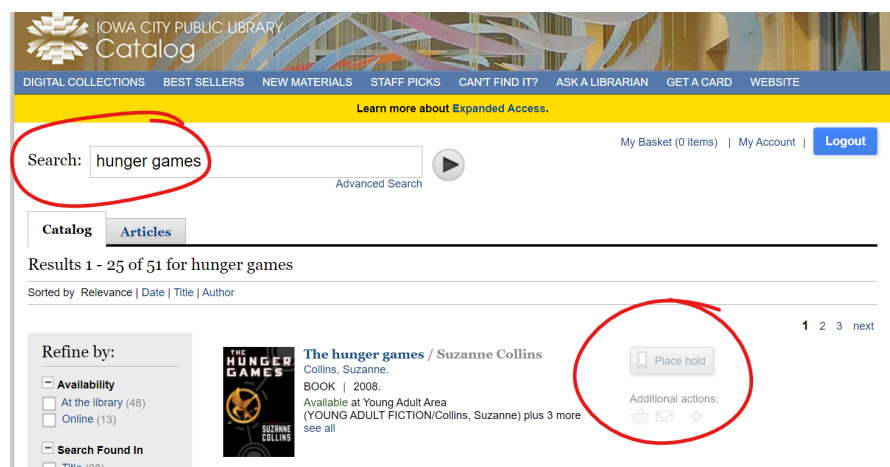 IOWA CITY PUBLIC LIBRARY
Catalog
DIGITAL COLLECTIONS BEST SELLERS NEW MATERIALS STAFF PICKS CAN'T FIND IT? ASK A LIBRARIAN GET A CARD WEBSITE
Learn more about Expanded Access.
My Basket (0 items) | My Account | Logout
Search: hunger games
Advanced Search
Catalog Articles
Results 1 - 25 of 51 for hunger games
Sorted by Relevance | Date | Title | Author
1 2 3 next
Refine by:
Availability
At the library (48)
Online (13)
Search Found In
THE
HUNGER
GAMES
SUZANNE
COLLINS
The hunger games / Suzanne Collins
Collins, Suzanne.
BOOK | 2008.
Available at Young Adult Area
(YOUNG ADULT FICTION/Collins, Suzanne) plus 3 more
see all
Place hold
Additional actions: